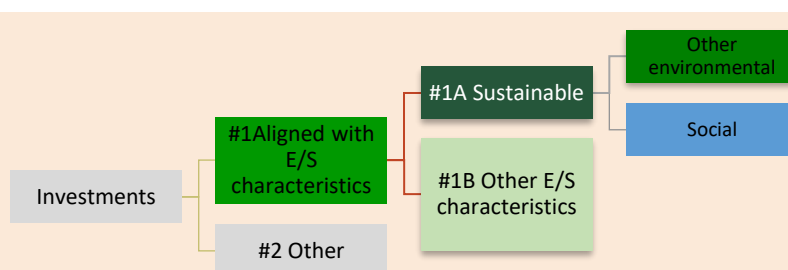 Investments
#1Aligned with
E/S
characteristics
#2 Other
#1A Sustainable
#1B Other E/S
characteristics
Other
environmental
Social